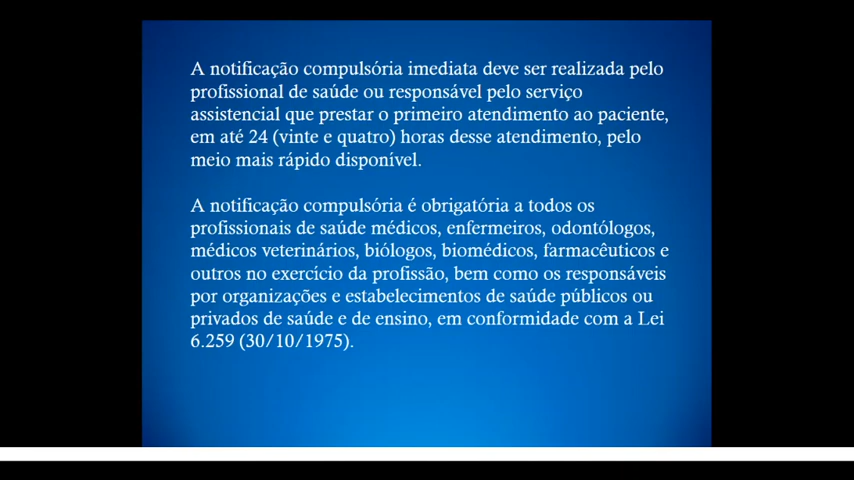 A notificação compulsória imediata deve ser realizada pelo
profissional de saúde ou responsável pelo serviço
assistencial que prestar o primeiro atendimento ao paciente,
em até 24 (vinte e quatro) horas desse atendimento, pelo
meio mais rápido disponível.
A notificação compulsória é obrigatória a todos os
profissionais de saúde médicos, enfermeiros, odontólogos,
médicos veterinários, biólogos, biomédicos, farmacêuticos e
outros no exercício da profissão, bem como os responsáveis
por organizações e estabelecimentos de saúde públicos ou
privados de saúde e de ensino, em conformidade com a Lei
6.259 (30/10/1975).